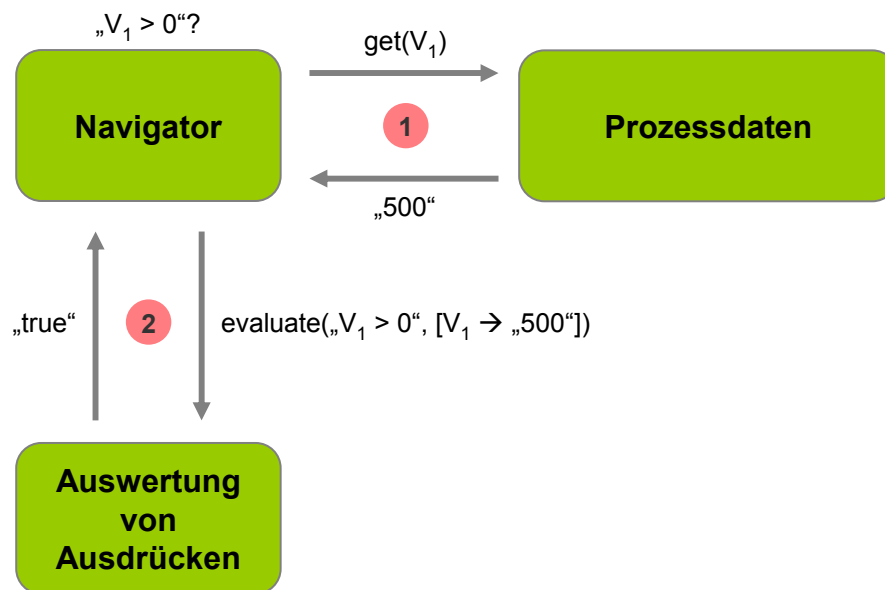 „V₁ > 0“?
get(V₁)
Navigator
1
Prozessdaten
„500“
„true“
2
evaluate(„V₁ > 0“, [V₁ → „500“])
Auswertung
von
Ausdrücken